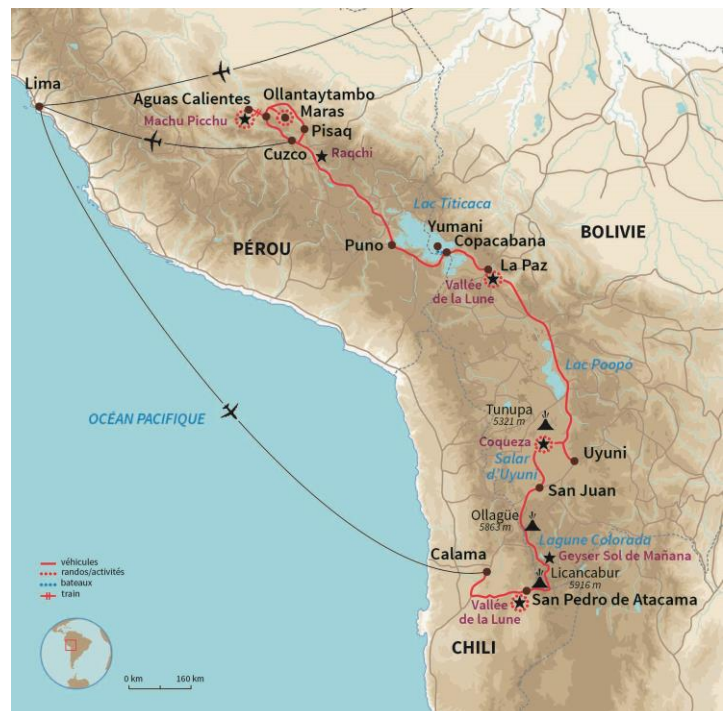 Lima
Aguas Calientes
Ollantaytambo
Machu Picchu
Maras
Pisaq
Cuzco
Raqchi
Lac Titicaca
BOLIVIE
Yumani
PÉROU
Puno
Copacabana
La Paz
Vallée
de la Lune
Lac Poopó
OCÉAN PACIFIQUE
Tunupa
5321 m
Coqueza
Salar
d'Uyuni
Uyuni
San Juan
Ollagüe
5863 m
Lagune Colorada
Calama
Geyser Sol de Mañana
Licancabur
5916 m
San Pedro de Atacama
Vallée
de la Lune
CHILI
véhicules
randos/activités
bateaux
train
0 km
160 km